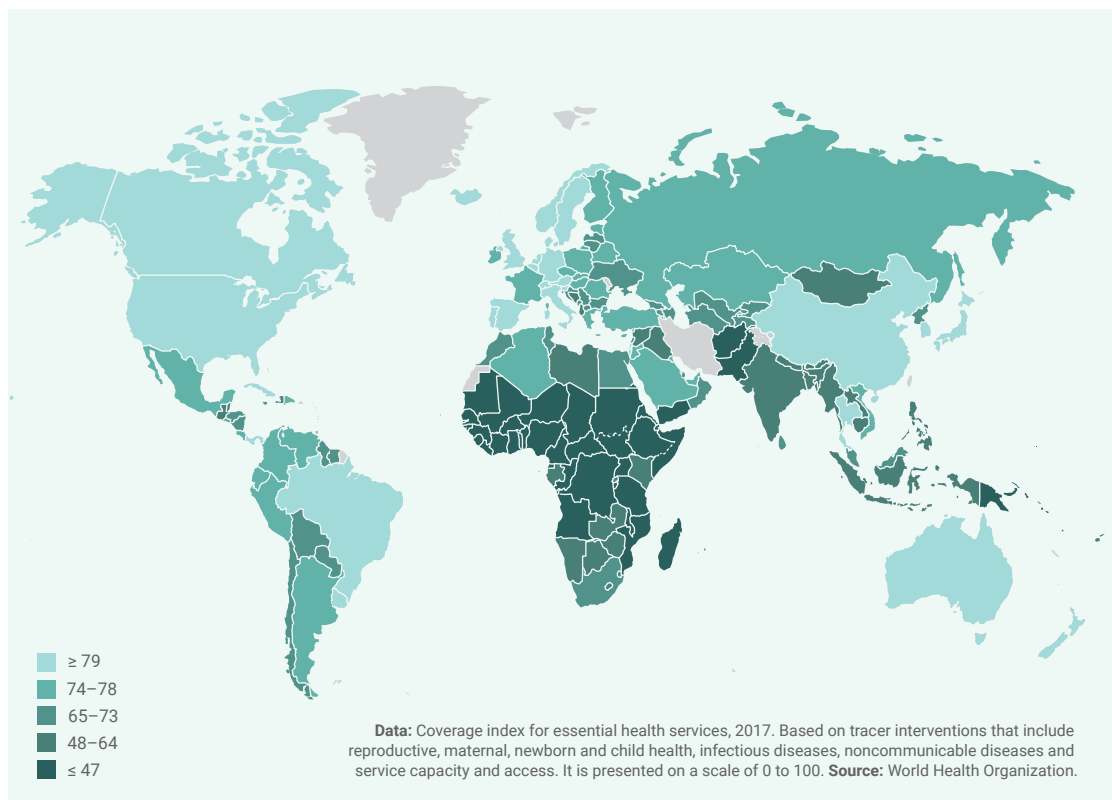 ≥ 79
74–78
65–73
48–64
≤ 47
Data: Coverage index for essential health services, 2017. Based on tracer interventions that include
reproductive, maternal, newborn and child health, infectious diseases, noncommunicable diseases and
service capacity and access. It is presented on a scale of 0 to 100. Source: World Health Organization.